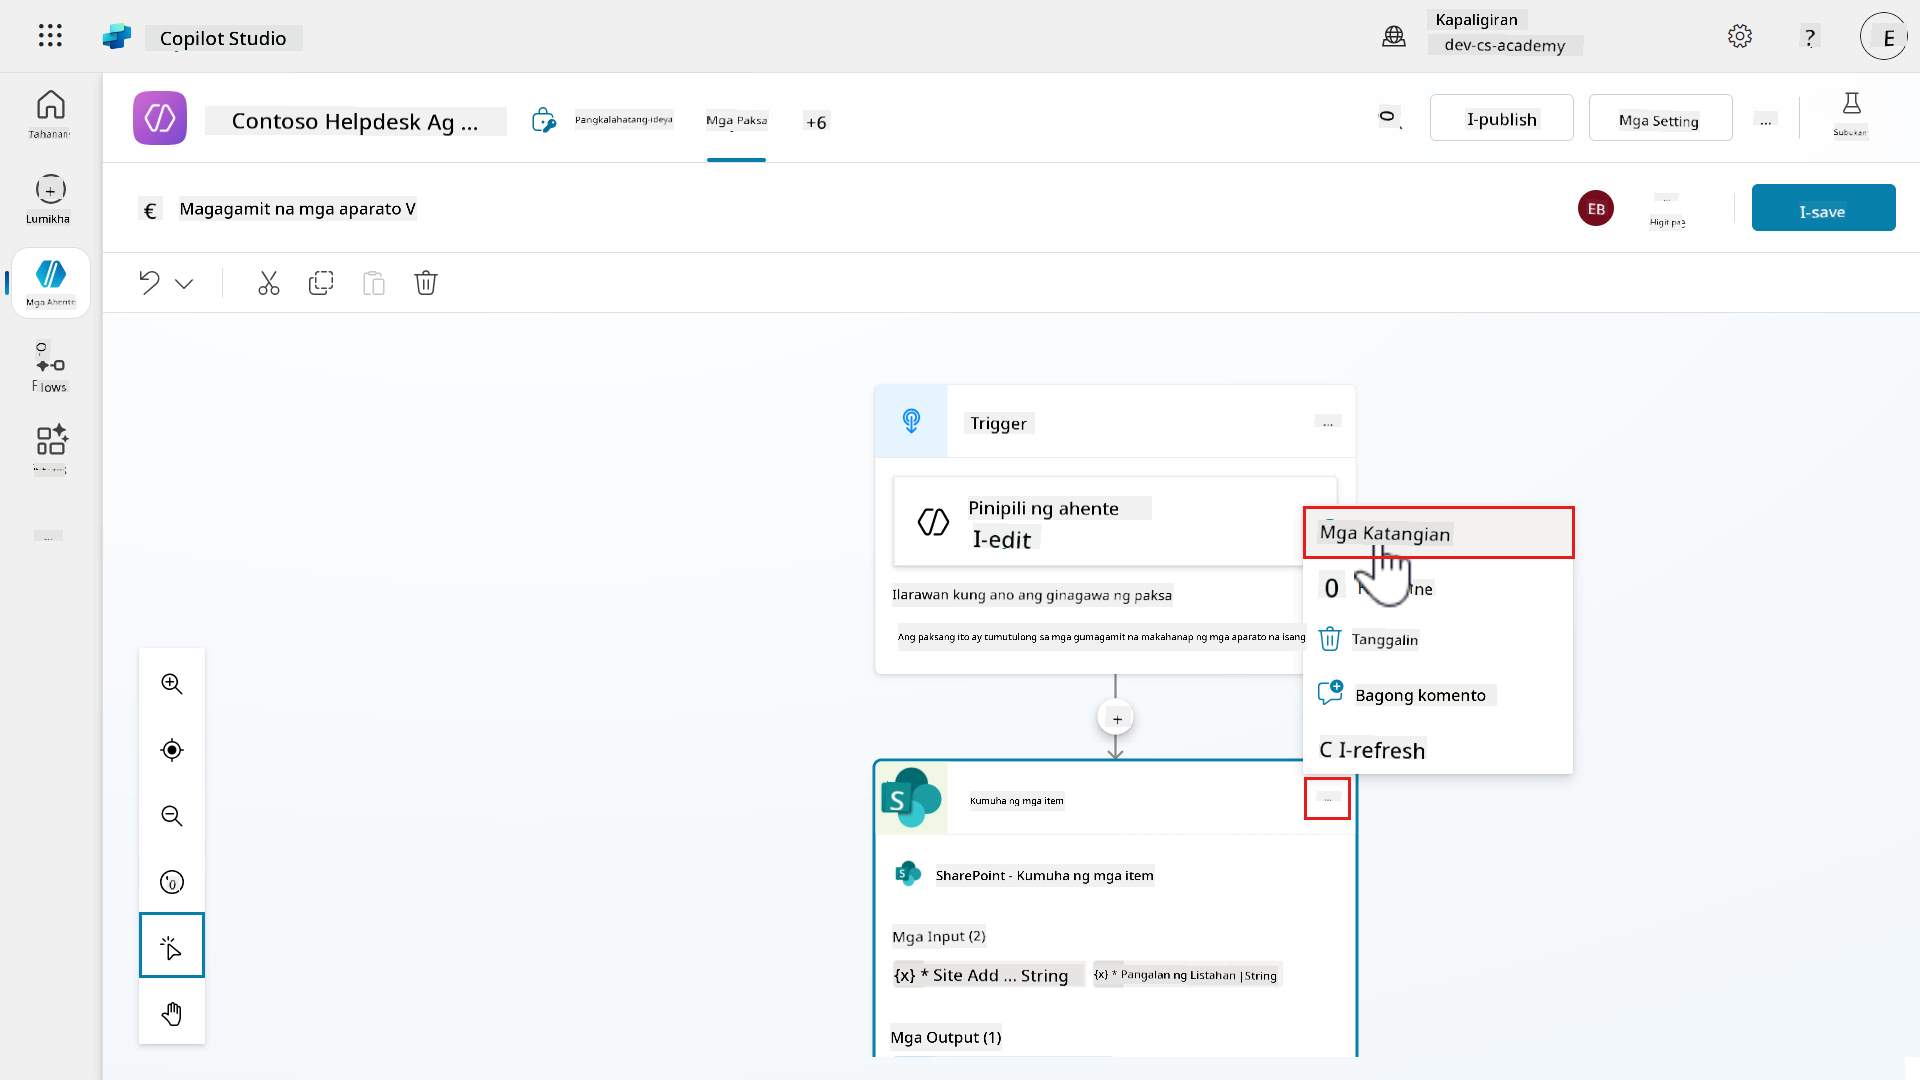 Copilot Studio
Kapaligiran
dev-cs-academy
?
E
Contoso Helpdesk Ag ...
Pangkalahatang-ideya
Mga Paksa
+6
I-publish
Mga Setting
...
Subukan
Tahanan
Lumikha
Mga Ahente
Flows
€ Magagamit na mga aparato V
EB
...
I-save
Trigger
...
Pinipili ng ahente
I-edit
Ilarawan kung ano ang ginagawa ng paksa
Ang paksang ito ay tumutulong sa mga gumagamit na makahanap ng mga aparato na isang
Mga Katangian
0
Tanggalin
Bagong komento
C I-refresh
+
Kumuha ng mga item
...
SharePoint - Kumuha ng mga item
Mga Input (2)
{x} * Site Add ... String
{x} * Pangalan ng Listahan | String
Mga Output (1)